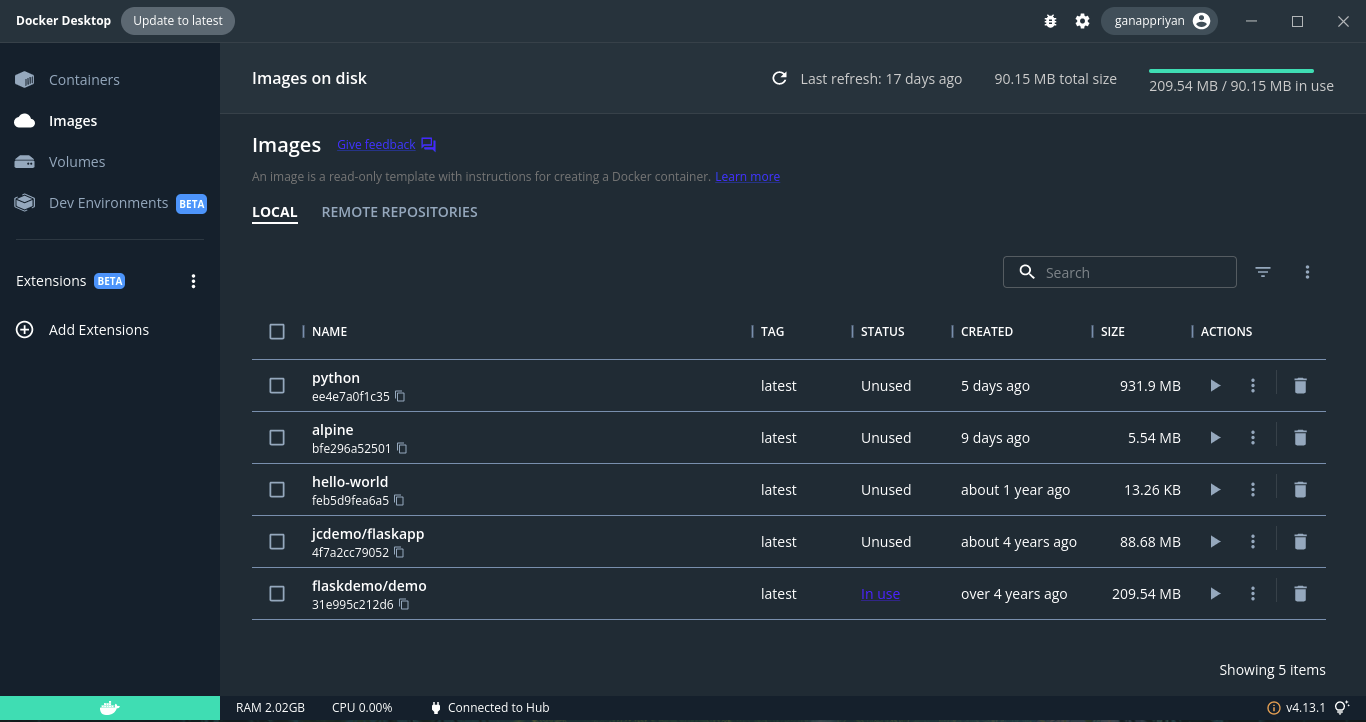 Docker Desktop Update to latest ganappriyan
Containers
Images
Volumes
Dev Environments BETA
Extensions BETA
Add Extensions
Images on disk Last refresh: 17 days ago 90.15 MB total size 209.54 MB / 90.15 MB in use
Images Give feedback
An image is a read-only template with instructions for creating a Docker container. Learn more
LOCAL REMOTE REPOSITORIES
Search
NAME TAG STATUS CREATED SIZE ACTIONS
python
ee4e7a0f1c35 latest Unused 5 days ago 931.9 MB
alpine
bfe296a52501 latest Unused 9 days ago 5.54 MB
hello-world
feb5d9fea6a5 latest Unused about 1 year ago 13.26 KB
jcdemo/flaskapp
4f7a2cc79052 latest Unused about 4 years ago 88.68 MB
flaskdemo/demo
31e995c212d6 latest In use over 4 years ago 209.54 MB
Showing 5 items
RAM 2.02GB CPU 0.00% Connected to Hub v4.13.1